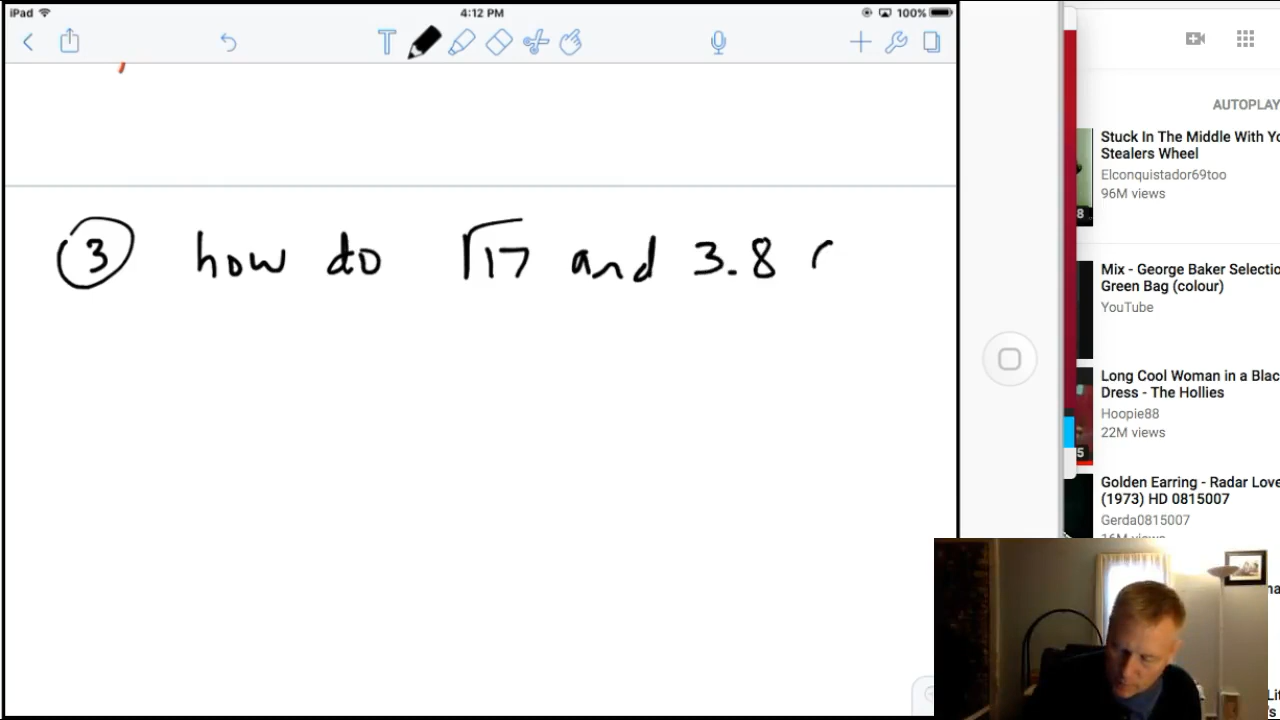 iPad
4:12 PM
100%
T
AUTOPLAY
Stuck In The Middle With Yo
Stealers Wheel
Elconquistador69too
96M views
8
③ how do √17 and 3.8
Mix - George Baker Selectio
Green Bag (colour)
YouTube
Long Cool Woman in a Blac
Dress - The Hollies
Hoopie88
22M views
5
Golden Earring - Radar Love
(1973) HD 0815007
Gerda0815007